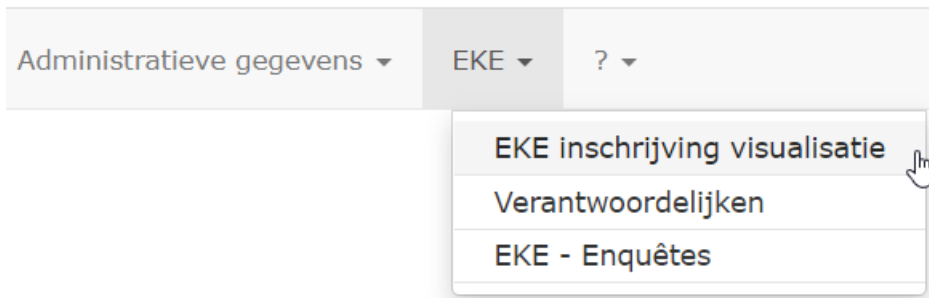 Administratieve gegevens EKE ?
EKE inschrijving visualisatie
Verantwoordelijken
EKE - Enquêtes